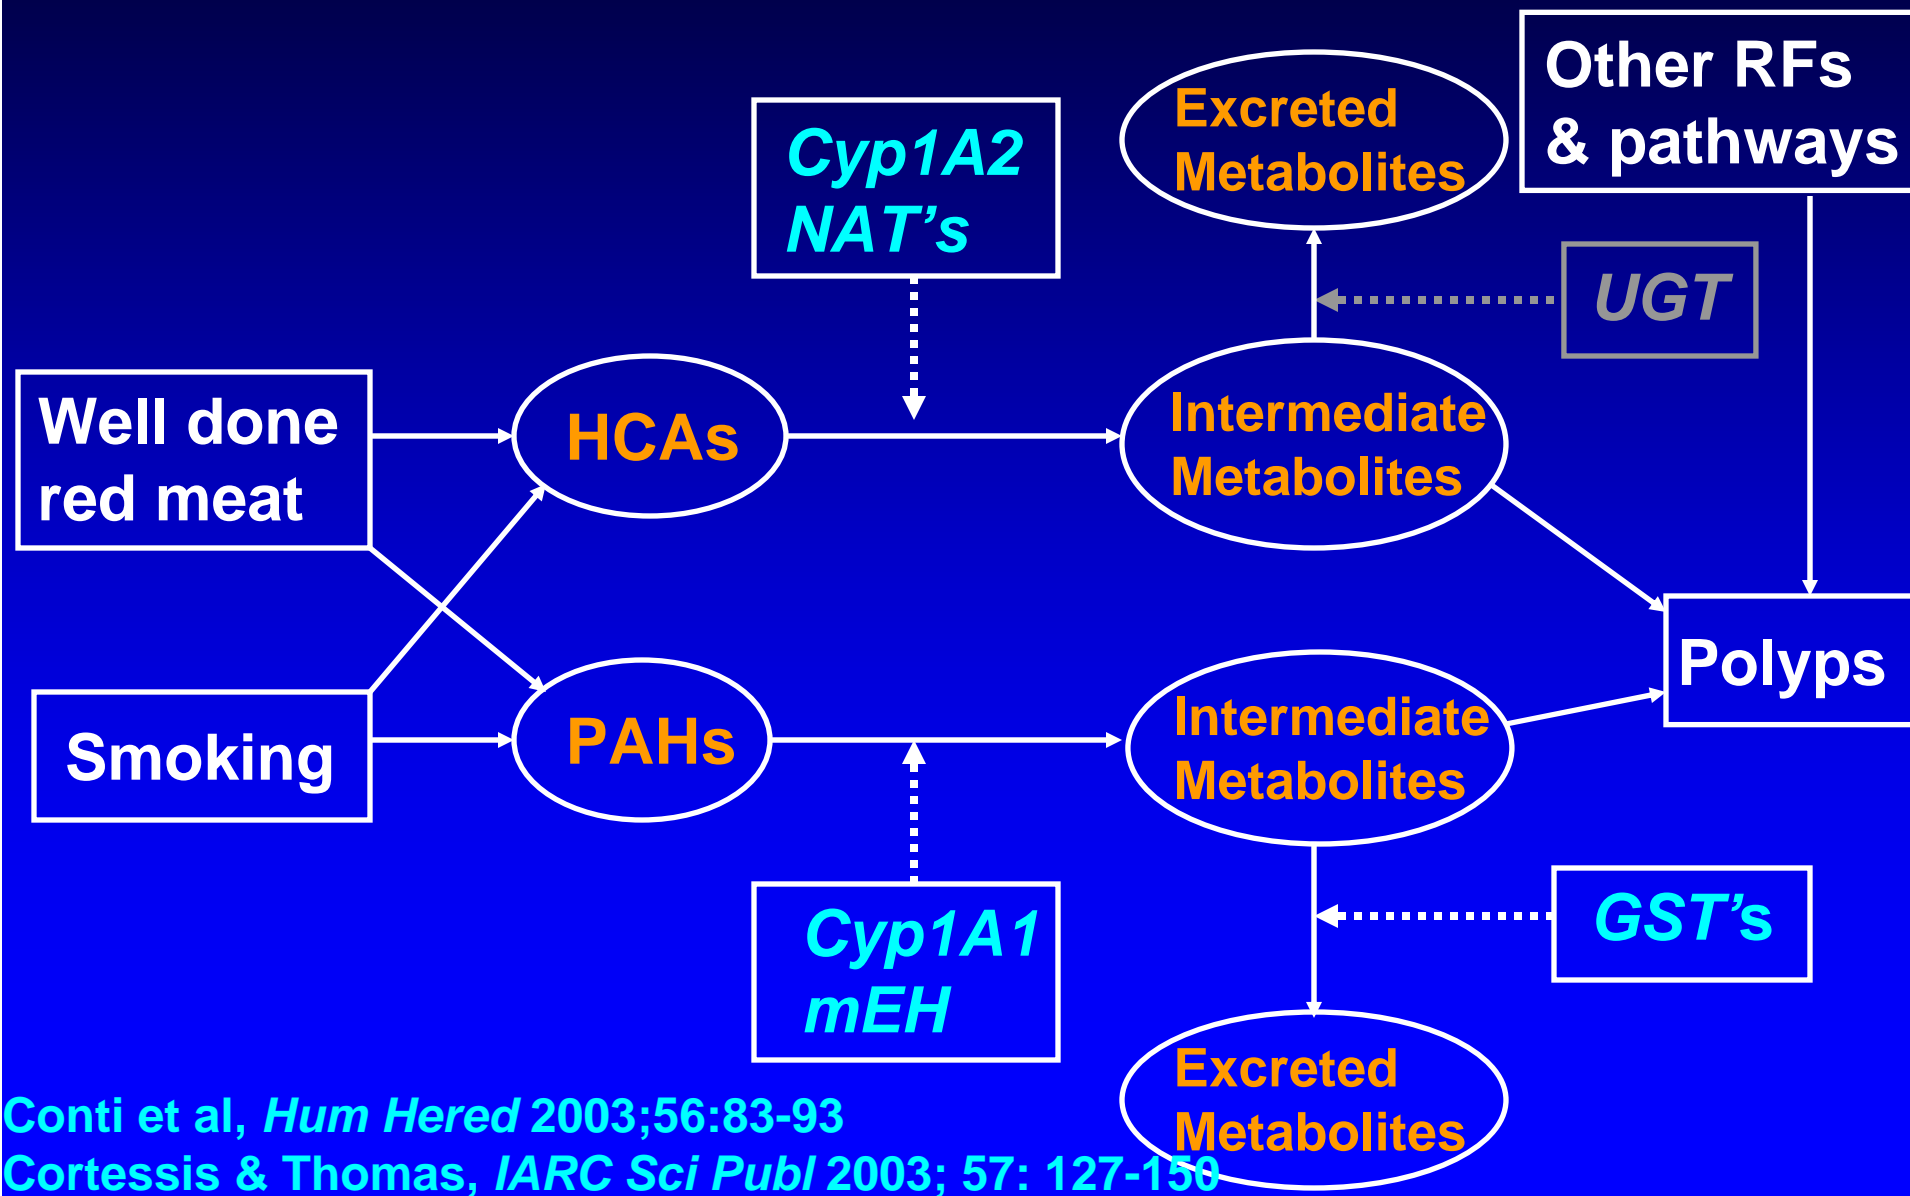 Other RFs
& pathways
Excreted
Metabolites
Cyp1A2
NAT’s
UGT
Well done
red meat
HCAs
Intermediate
Metabolites
Polyps
Smoking
PAHs
Intermediate
Metabolites
GST’s
Cyp1A1
mEH
Excreted
Metabolites
Conti et al, Hum Hered 2003;56:83-93
Cortessis & Thomas, IARC Sci Publ 2003; 57: 127-150